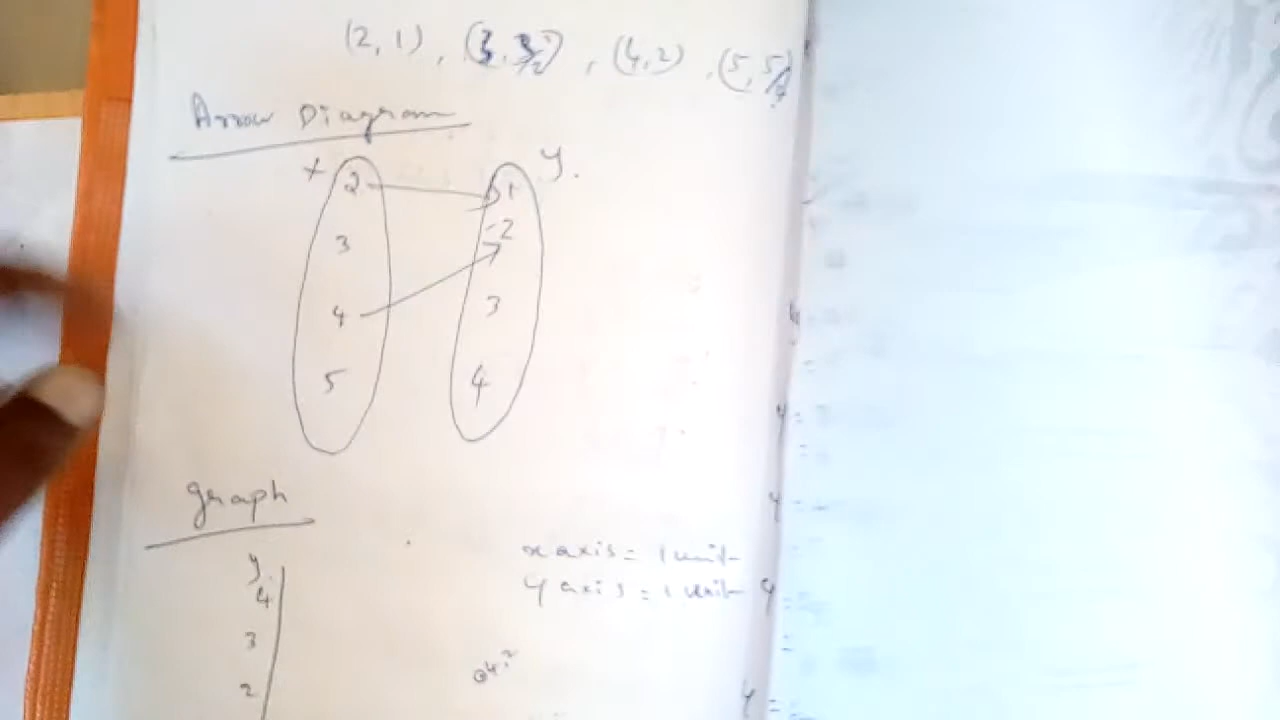 (2, 1), (3, 3/2), (4, 2), (5, 5/
Arrow Diagram
x y.
2 1
3 2
4 3
5 4
graph
x axis = 1 unit
y axis = 1 unit
y
4
3
2
4,2